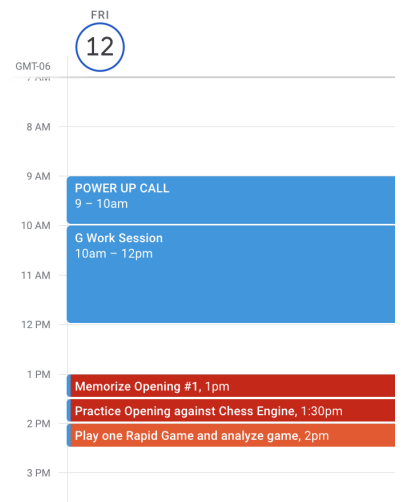 FRI
12
GMT-06
7 AM
8 AM
9 AM
POWER UP CALL
9 – 10am
10 AM
G Work Session
10am – 12pm
11 AM
12 PM
1 PM
Memorize Opening #1, 1pm
Practice Opening against Chess Engine, 1:30pm
2 PM
Play one Rapid Game and analyze game, 2pm
3 PM